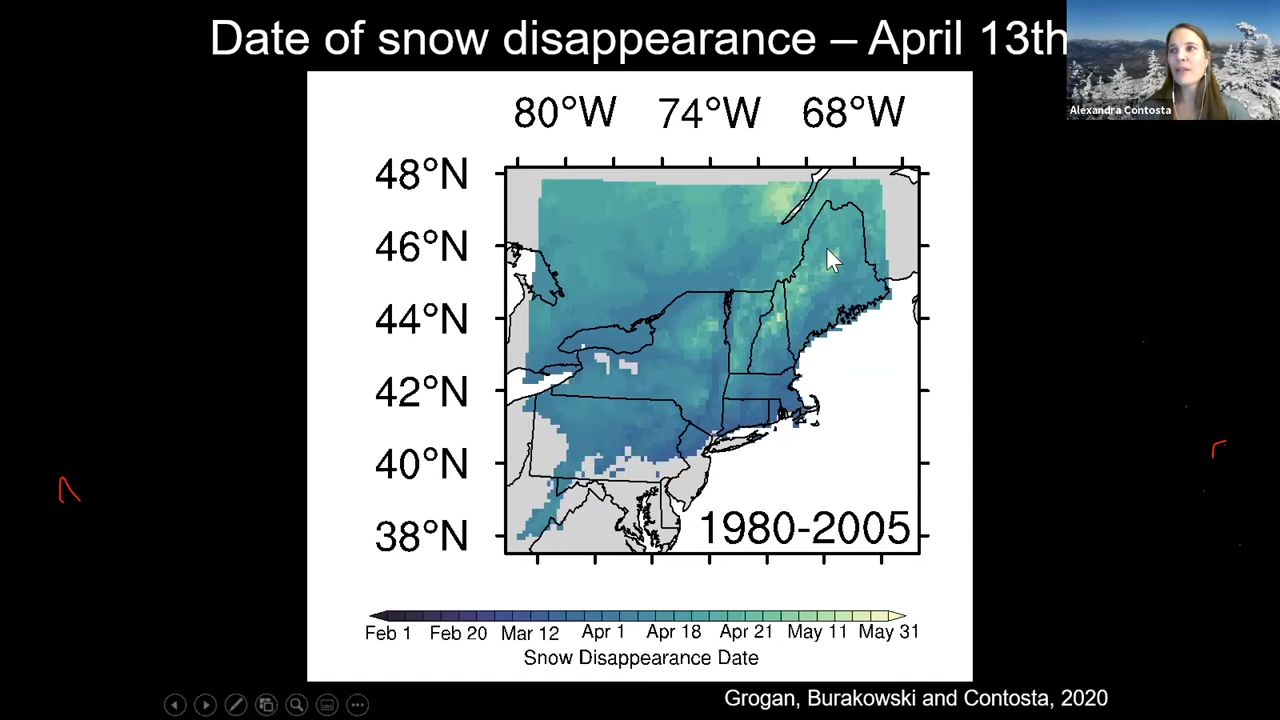 Date of snow disappearance – April 13th
Alexandra Contosta
80°W 74°W 68°W
48°N
46°N
44°N
42°N
40°N
38°N
1980-2005
Feb 1 Feb 20 Mar 12 Apr 1 Apr 18 Apr 21 May 11 May 31
Snow Disappearance Date
Grogan, Burakowski and Contosta, 2020